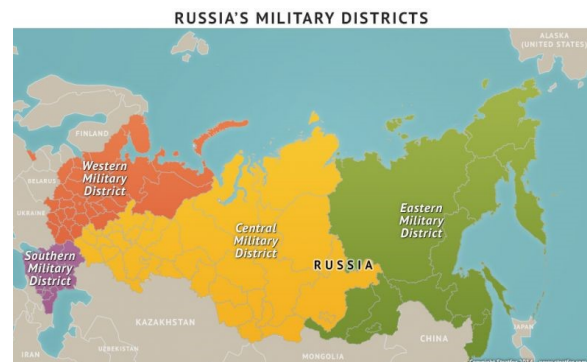 RUSSIA'S MILITARY DISTRICTS
ALASKA
(UNITED STATES)
FINLAND
Western
Military
District
BELARUS
UKRAINE
Southern
Military
District
Central
Military
District
Eastern
Military
District
RUSSIA
KAZAKHSTAN
UZBEKISTAN
IRAN
MONGOLIA
CHINA
JAPAN